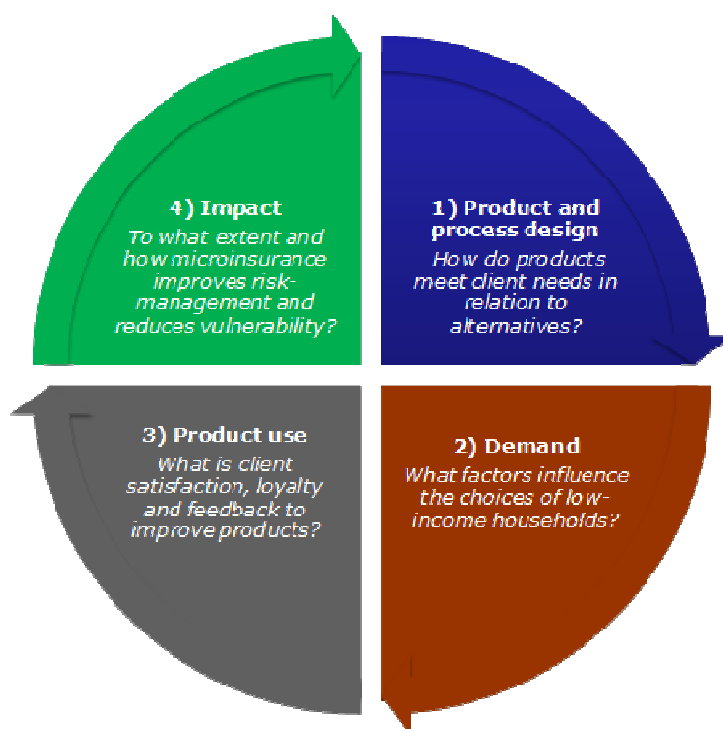 1) Product and
process design
How do products
meet client needs in
relation to
alternatives?
2) Demand
What factors influence
the choices of low-
income households?
3) Product use
What is client
satisfaction, loyalty
and feedback to
improve products?
4) Impact
To what extent and
how microinsurance
improves risk-
management and
reduces vulnerability?